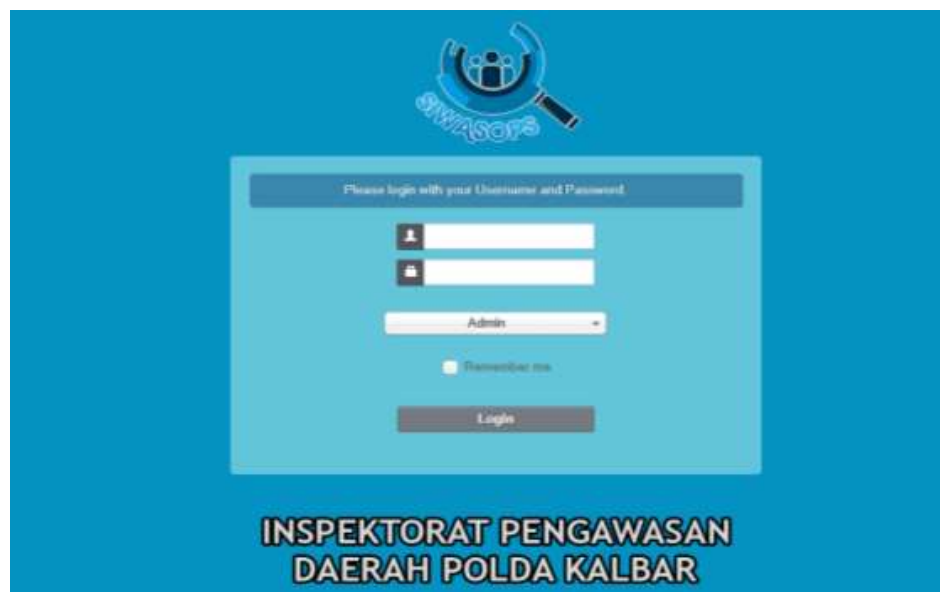 SIWASOPS
Please login with your Username and Password.
Admin
Remember me
Login
INSPEKTORAT PENGAWASAN
DAERAH POLDA KALBAR